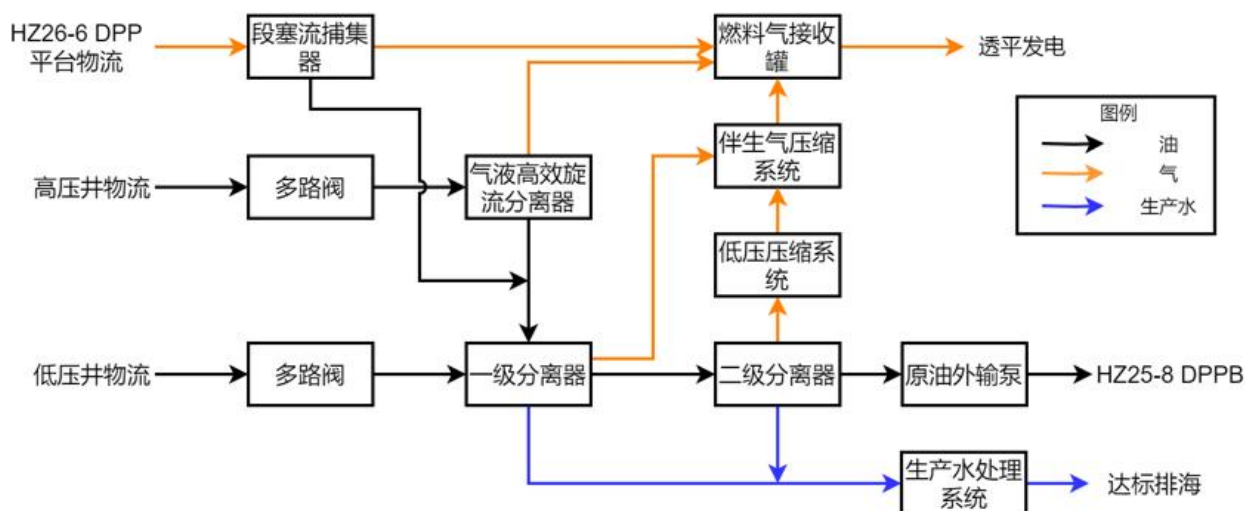 HZ26-6 DPP
平台物流
段塞流捕集
器
燃料气接收
罐
透平发电
图例
油
气
生产水
高压井物流
多路阀
气液高效旋
流分离器
伴生气压缩
系统
低压压缩系
统
低压井物流
多路阀
一级分离器
二级分离器
原油外输泵
HZ25-8 DPPB
生产水处理
系统
达标排海